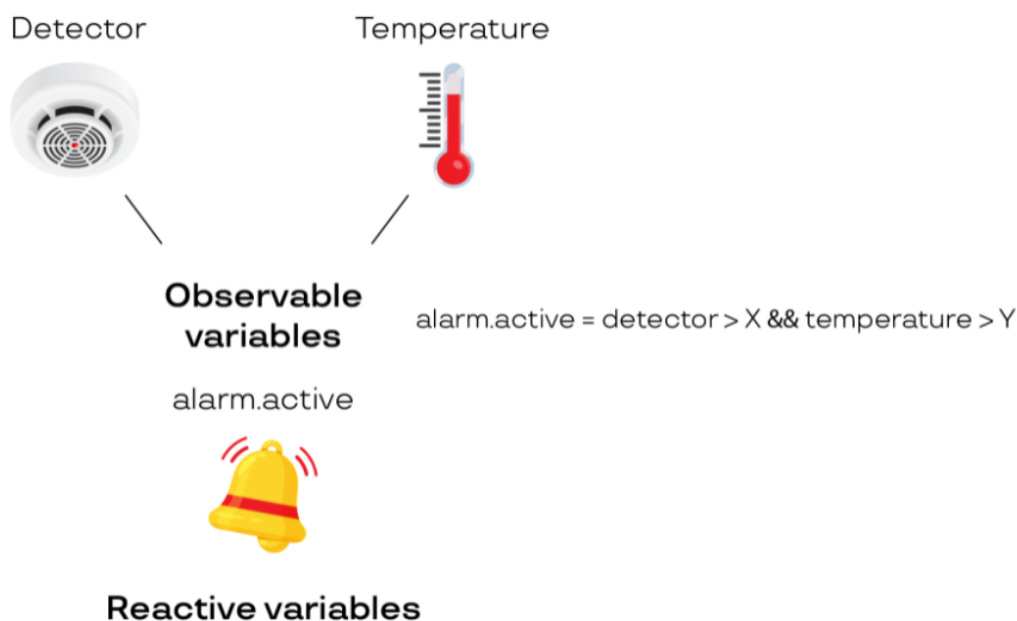 Detector
Temperature
Observable
variables
alarm.active = detector > X && temperature > Y
alarm.active
Reactive variables